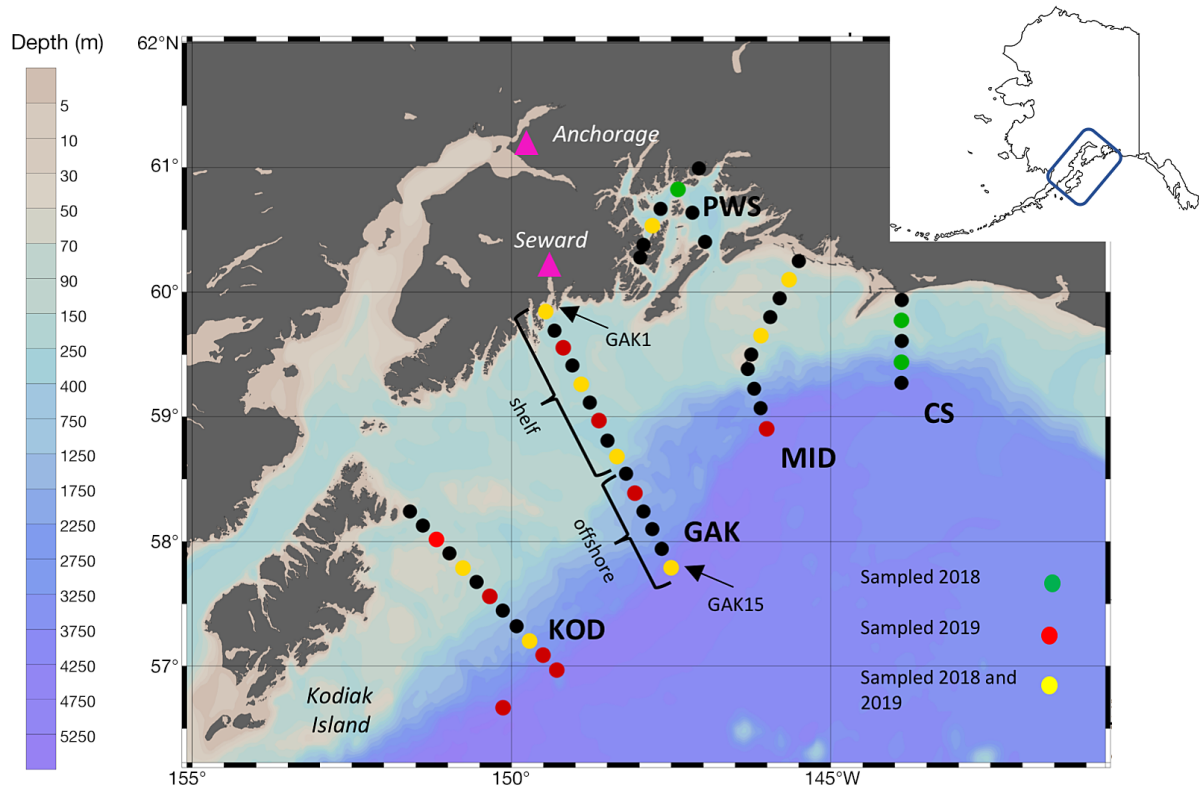 Depth (m)
5
10
30
50
70
90
150
250
400
750
1250
1750
2250
2750
3250
3750
4250
4750
5250
62°N
61°
60°
59°
58°
57°
155°
150°
145°W
Anchorage
Seward
PWS
GAK1
shelf
offshore
CS
MID
GAK
GAK15
KOD
Kodiak
Island
Sampled 2018
Sampled 2019
Sampled 2018 and
2019